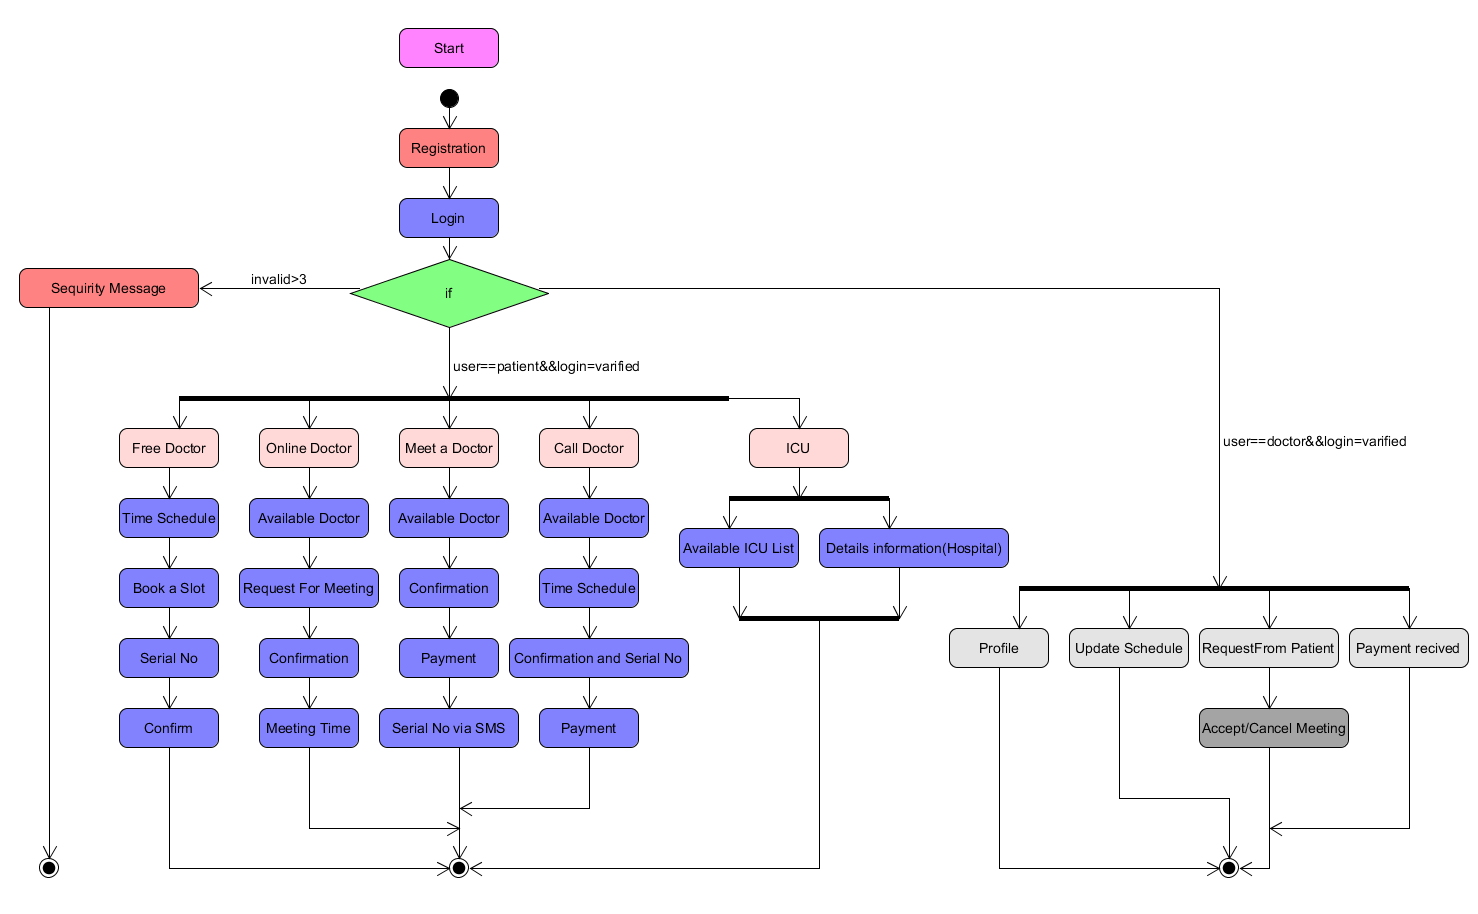 Start
Registration
Login
invalid>3
Sequirity Message
if
user==patient&&login=varified
user==doctor&&login=varified
Free Doctor
Online Doctor
Meet a Doctor
Call Doctor
ICU
Time Schedule
Available Doctor
Available Doctor
Available Doctor
Available ICU List
Details information(Hospital)
Book a Slot
Request For Meeting
Confirmation
Time Schedule
Serial No
Confirmation
Payment
Confirmation and Serial No
Profile
Update Schedule
RequestFrom Patient
Payment recived
Confirm
Meeting Time
Serial No via SMS
Payment
Accept/Cancel Meeting